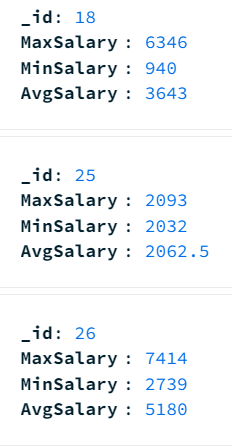 _id: 18
MaxSalary : 6346
MinSalary : 940
AvgSalary : 3643
_id: 25
MaxSalary : 2093
MinSalary : 2032
AvgSalary : 2062.5
_id: 26
MaxSalary : 7414
MinSalary : 2739
AvgSalary : 5180